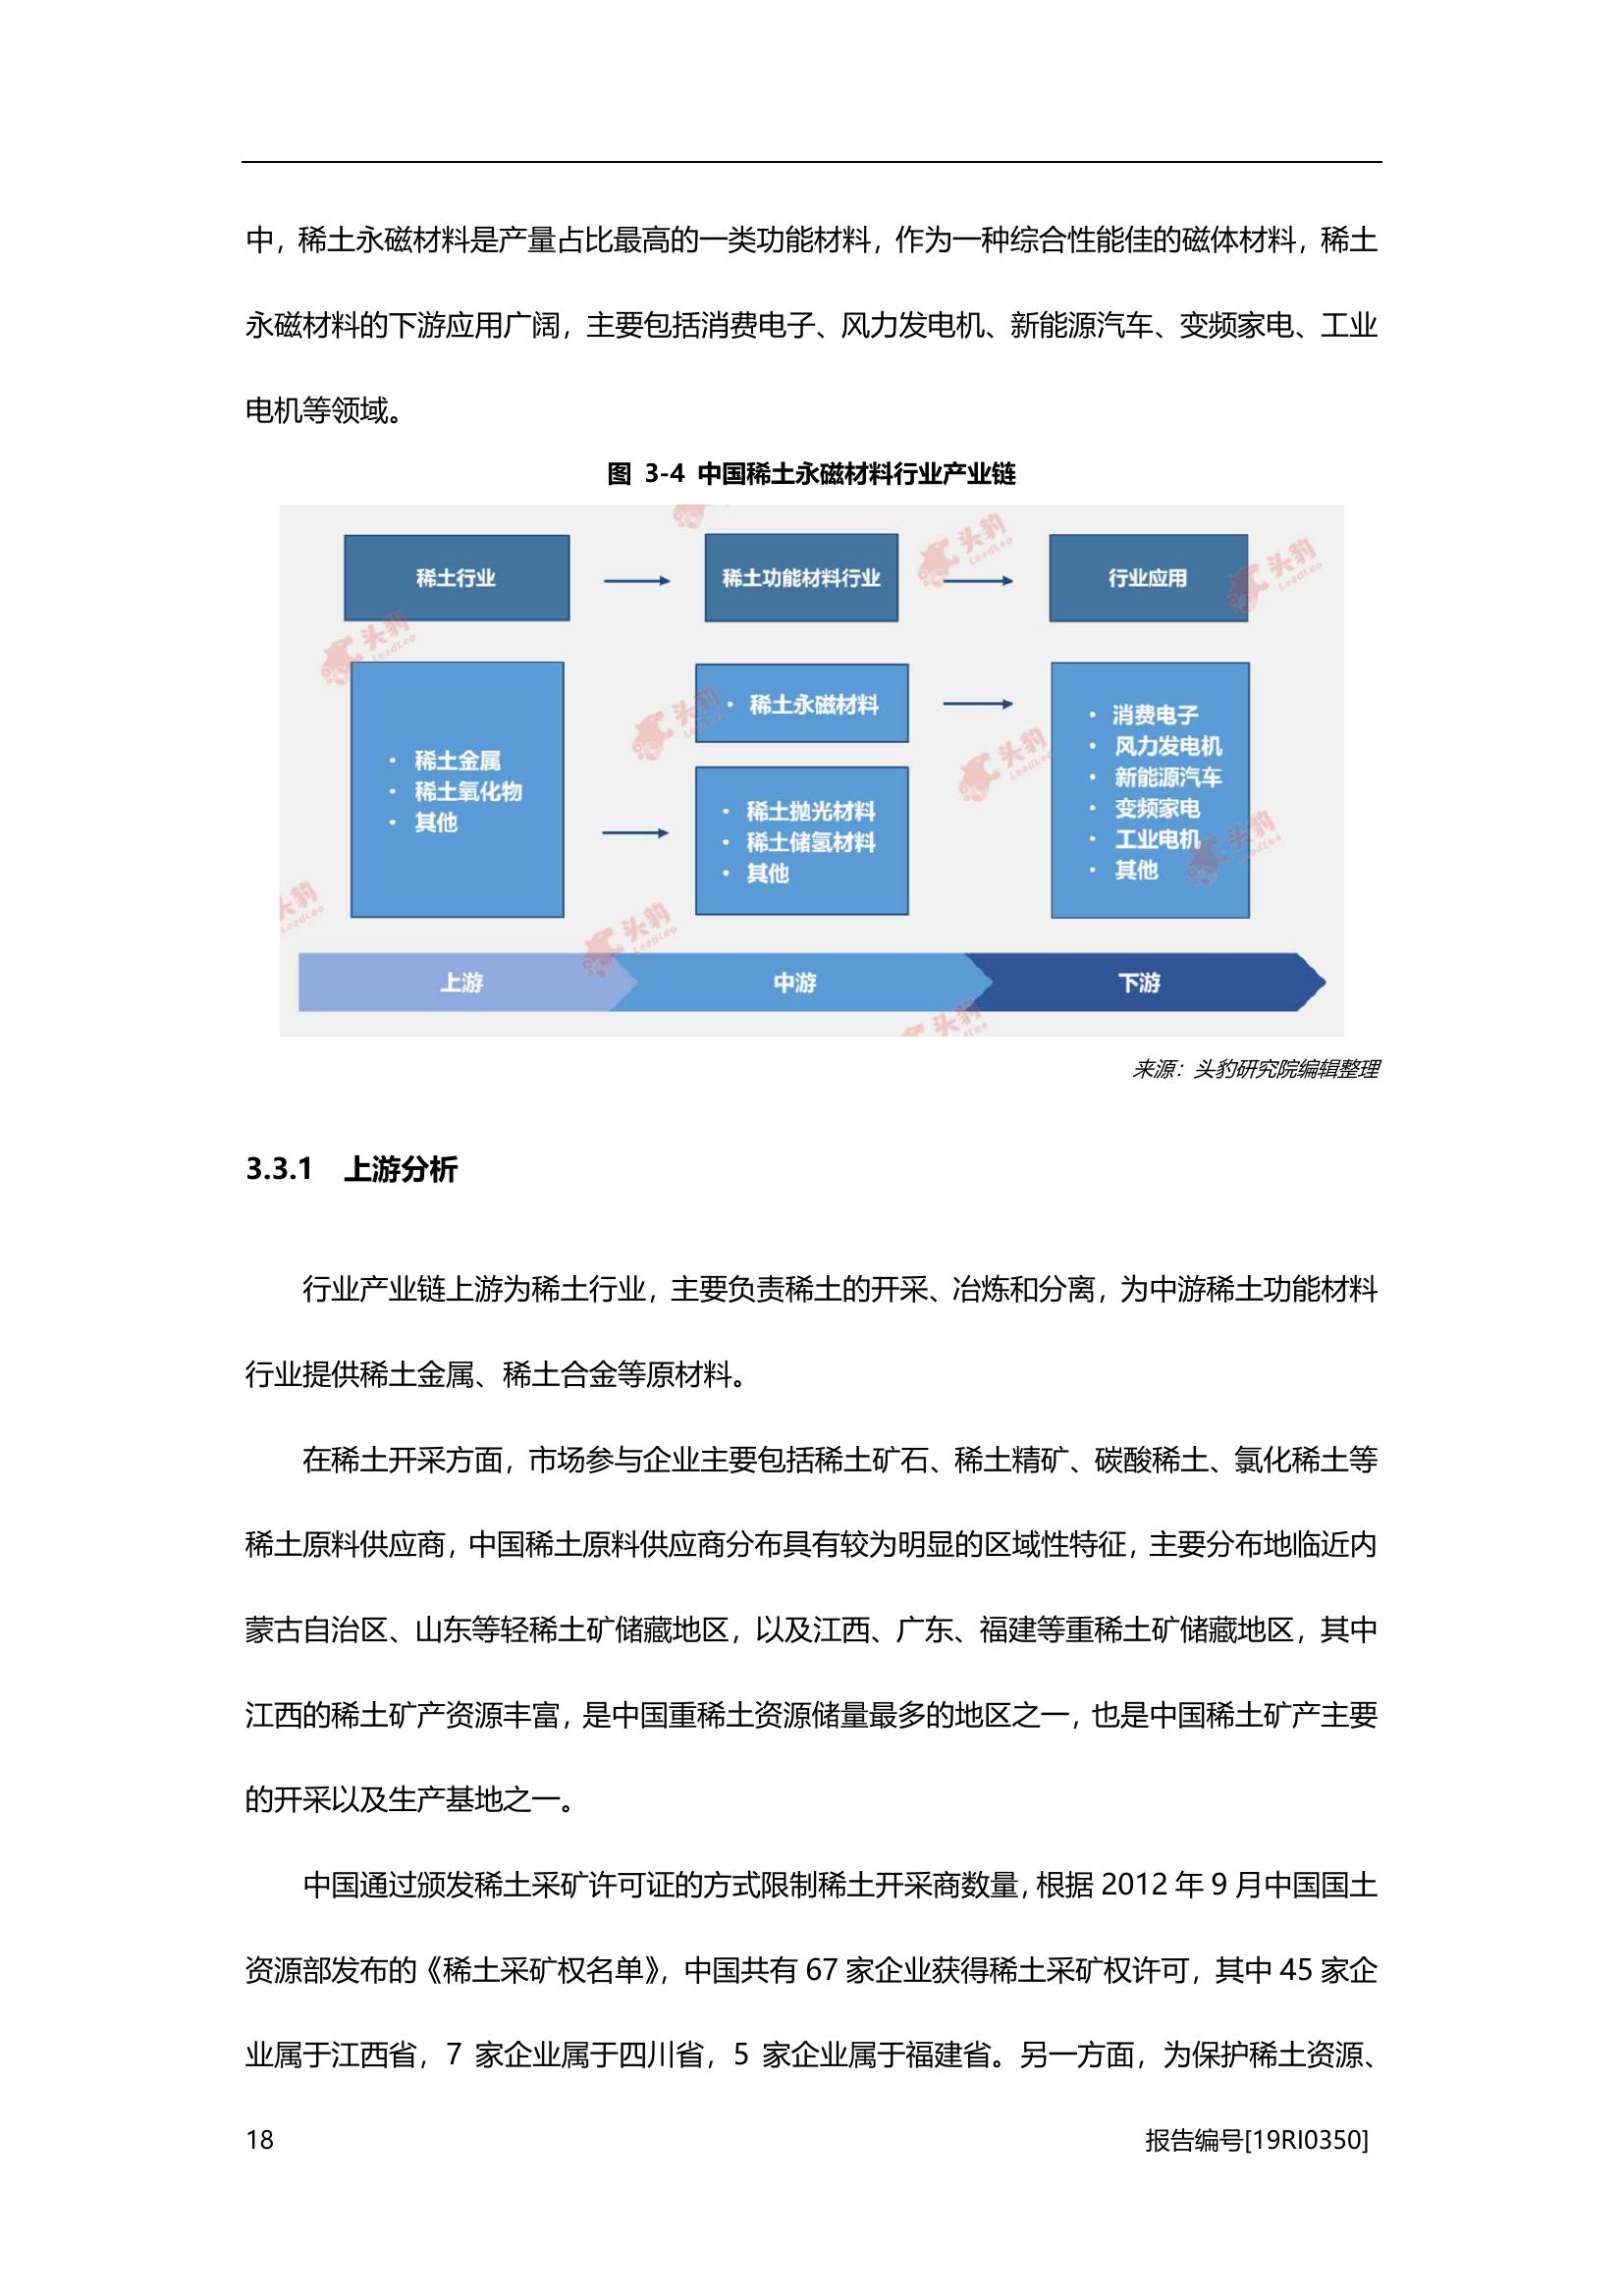 中，稀土永磁材料是产量占比最高的一类功能材料，作为一种综合性能佳的磁体材料，稀土
永磁材料的下游应用广阔，主要包括消费电子、风力发电机、新能源汽车、变频家电、工业
电机等领域。
图 3-4 中国稀土永磁材料行业产业链
稀土行业
稀土功能材料行业
行业应用
• 稀土金属
• 稀土氧化物
• 其他
• 稀土永磁材料
• 稀土抛光材料
• 稀土储氢材料
• 其他
• 消费电子
• 风力发电机
• 新能源汽车
• 变频家电
• 工业电机
• 其他
上游
中游
下游
头豹
LeadLeo
来源：头豹研究院编辑整理
3.3.1 上游分析
行业产业链上游为稀土行业，主要负责稀土的开采、冶炼和分离，为中游稀土功能材料
行业提供稀土金属、稀土合金等原材料。
在稀土开采方面，市场参与企业主要包括稀土矿石、稀土精矿、碳酸稀土、氯化稀土等
稀土原料供应商，中国稀土原料供应商分布具有较为明显的区域性特征，主要分布地临近内
蒙古自治区、山东等轻稀土矿储藏地区，以及江西、广东、福建等重稀土矿储藏地区，其中
江西的稀土矿产资源丰富，是中国重稀土资源储量最多的地区之一，也是中国稀土矿产主要
的开采以及生产基地之一。
中国通过颁发稀土采矿许可证的方式限制稀土开采商数量，根据 2012 年 9 月中国国土
资源部发布的《稀土采矿权名单》，中国共有 67 家企业获得稀土采矿权许可，其中 45 家企
业属于江西省，7 家企业属于四川省，5 家企业属于福建省。另一方面，为保护稀土资源、
18
报告编号[19RI0350]